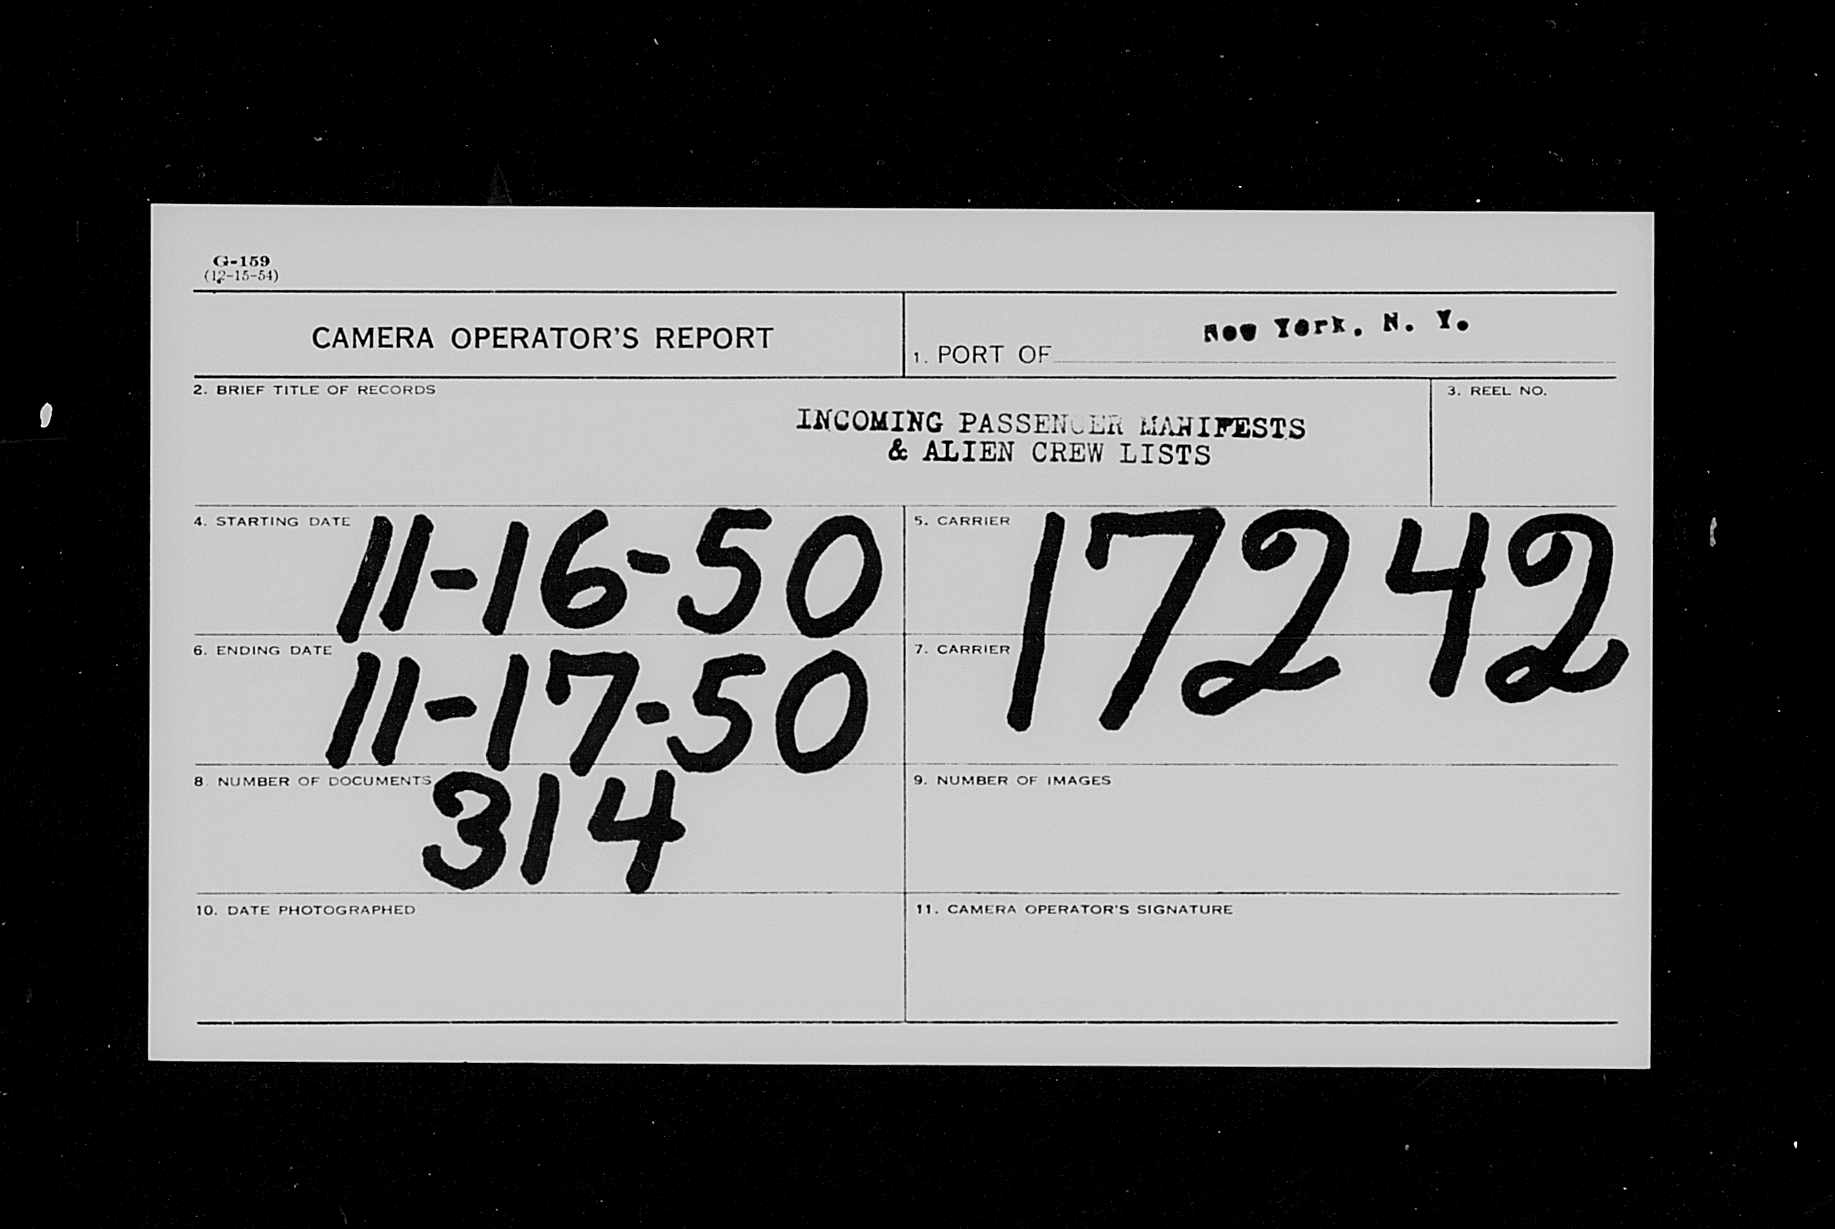 G-159
(12-15-54)
CAMERA OPERATOR'S REPORT
1. PORT OF New York, N. Y.
2. BRIEF TITLE OF RECORDS
INCOMING PASSENGER MANIFESTS
& ALIEN CREW LISTS
3. REEL NO.
4. STARTING DATE 11-16-50
5. CARRIER 17242
6. ENDING DATE 11-17-50
7. CARRIER
8. NUMBER OF DOCUMENTS 314
9. NUMBER OF IMAGES
10. DATE PHOTOGRAPHED
11. CAMERA OPERATOR'S SIGNATURE